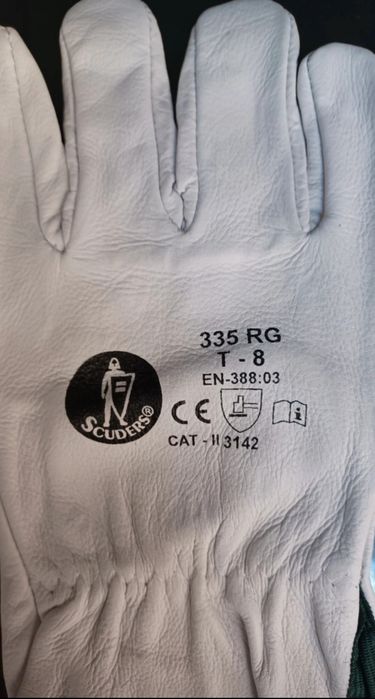 335 RG
T - 8
EN-388:03
SCUDERS®
CE
i
CAT - II 3142